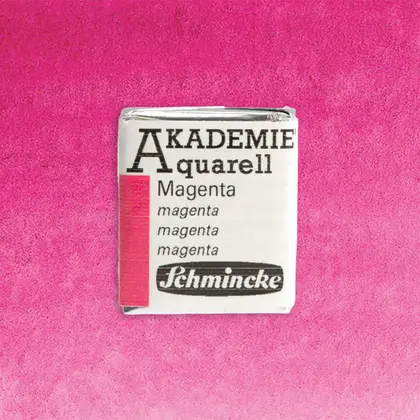 AKADEMIE
Aquarell
Magenta
magenta
magenta
magenta
Schmincke